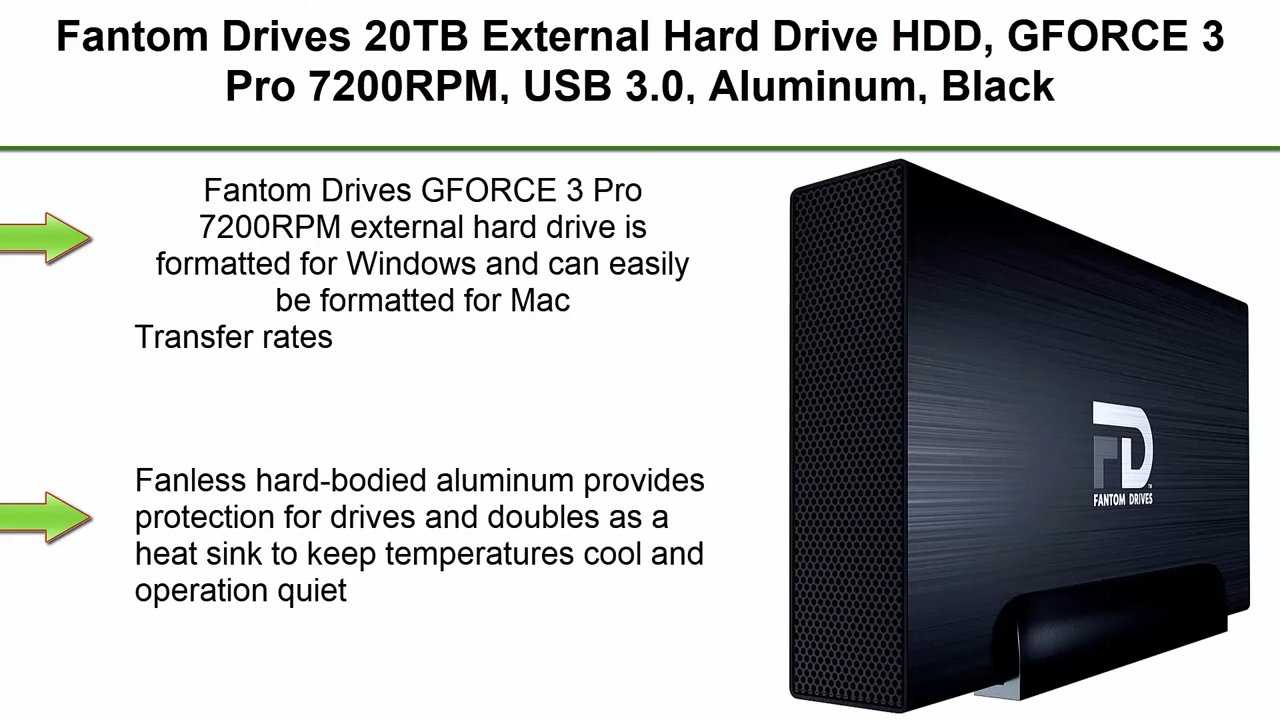 Fantom Drives 20TB External Hard Drive HDD, GFORCE 3
Pro 7200RPM, USB 3.0, Aluminum, Black
Fantom Drives GFORCE 3 Pro
7200RPM external hard drive is
formatted for Windows and can easily
be formatted for Mac
Transfer rates
Fanless hard-bodied aluminum provides
protection for drives and doubles as a
heat sink to keep temperatures cool and
operation quiet
FD
FANTOM DRIVES